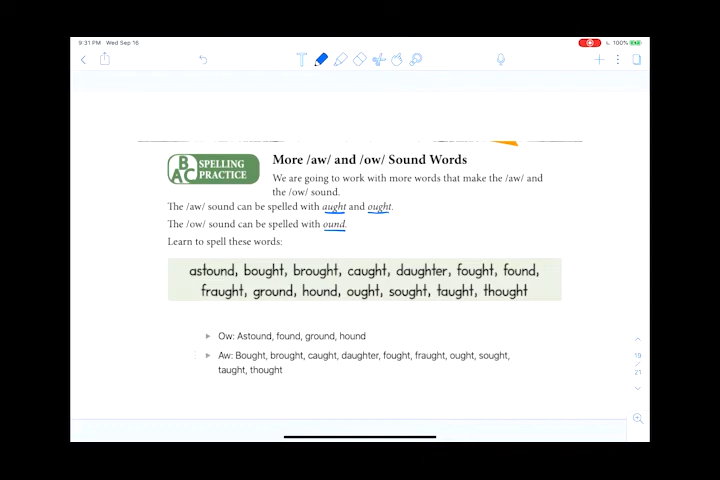 9:31 PM Wed Sep 16
100%
T
B
AC
SPELLING
PRACTICE
More /aw/ and /ow/ Sound Words
We are going to work with more words that make the /aw/ and
the /ow/ sound.
The /aw/ sound can be spelled with aught and ought.
The /ow/ sound can be spelled with ound.
Learn to spell these words:
astound, bought, brought, caught, daughter, fought, found,
fraught, ground, hound, ought, sought, taught, thought
Ow: Astound, found, ground, hound
Aw: Bought, brought, caught, daughter, fought, fraught, ought, sought,
taught, thought
19
/
21